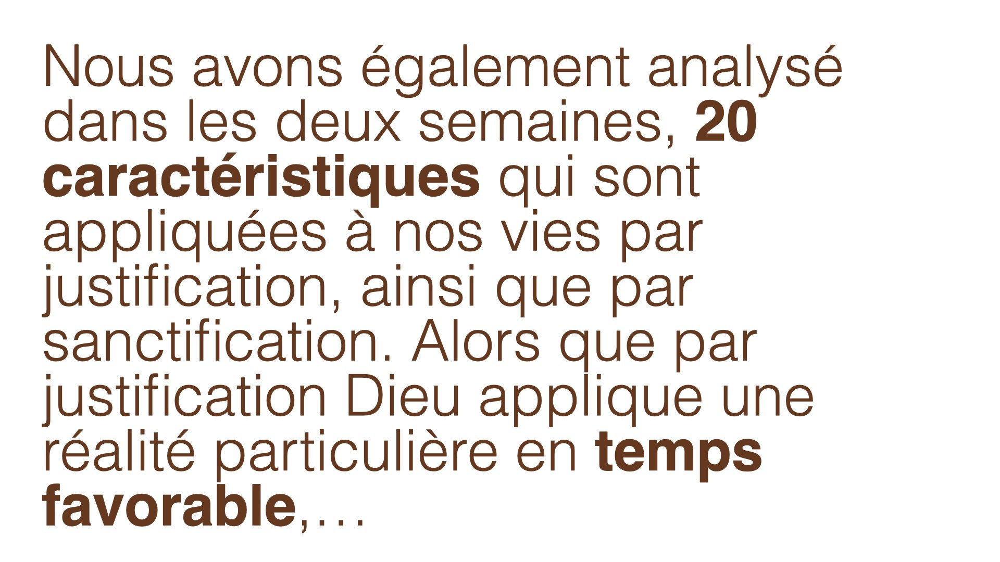 Nous avons également analysé
dans les deux semaines, 20
caractéristiques qui sont
appliquées à nos vies par
justification, ainsi que par
sanctification. Alors que par
justification Dieu applique une
réalité particulière en temps
favorable,…